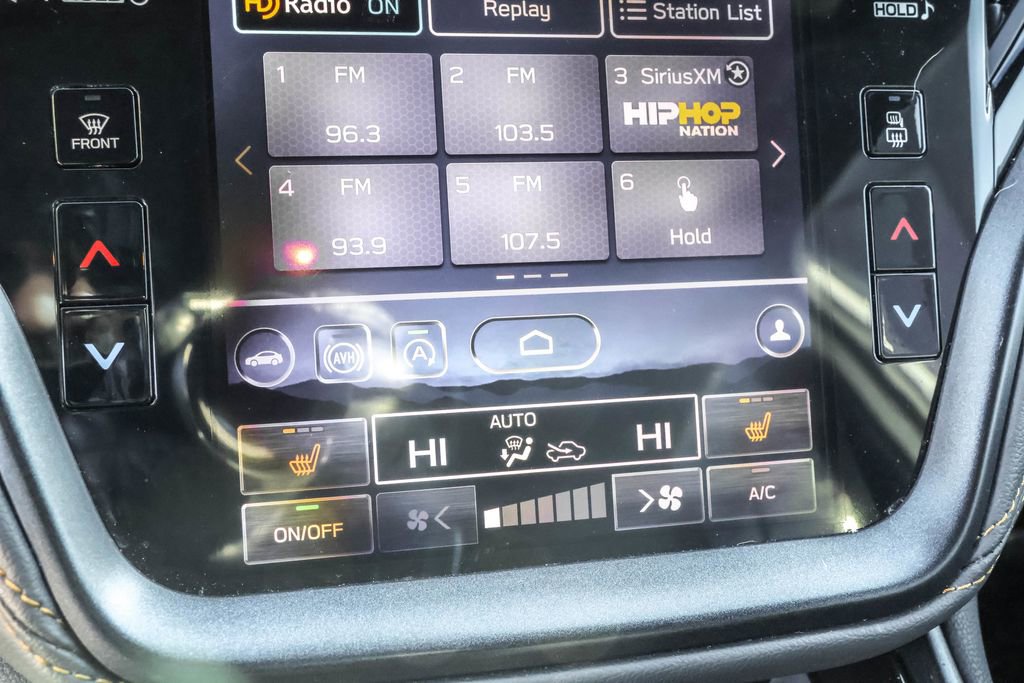 HD Radio ON
Replay
Station List
HOLD
1 FM
96.3
2 FM
103.5
3 SiriusXM
HIPHOP
NATION
FRONT
4 FM
93.9
5 FM
107.5
6
Hold
AVH
A
AUTO
HI
HI
ON/OFF
A/C